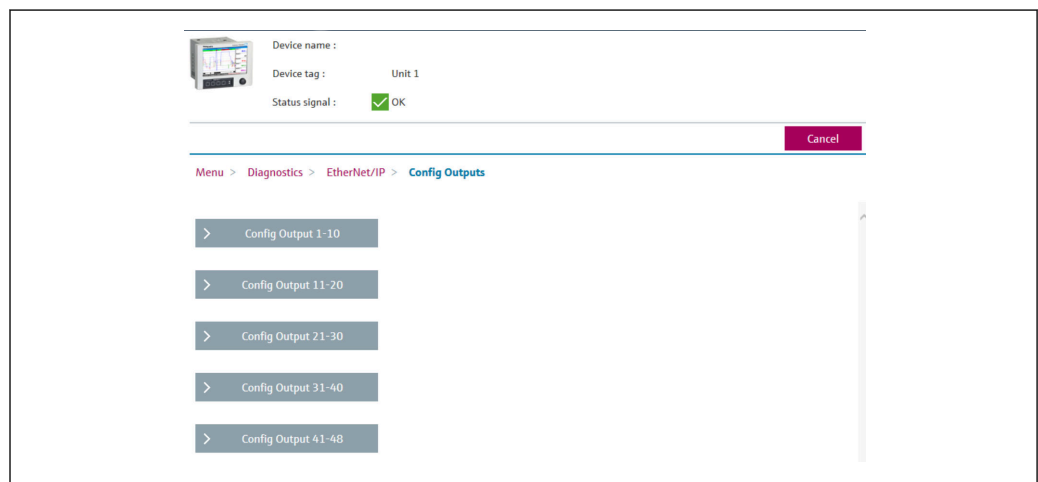 Device name :
Device tag : Unit 1
Status signal : OK
Cancel
Menu > Diagnostics > EtherNet/IP > Config Outputs
> Config Output 1-10
> Config Output 11-20
> Config Output 21-30
> Config Output 31-40
> Config Output 41-48